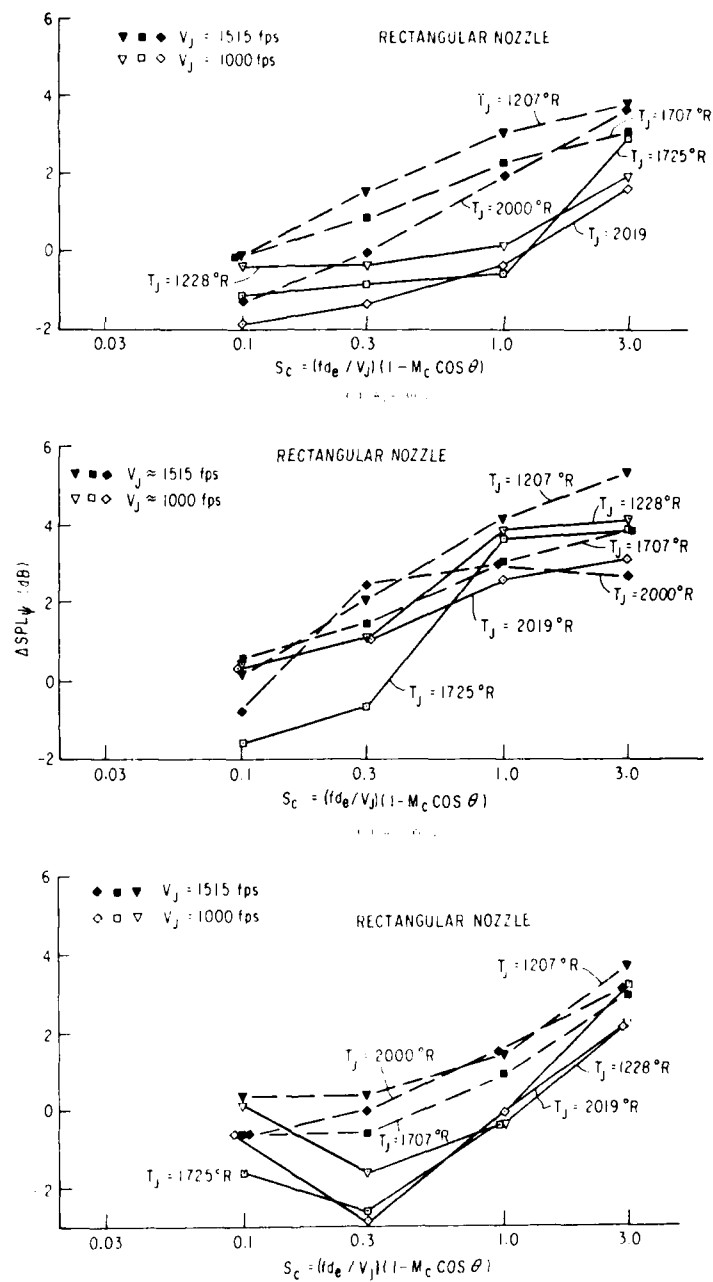 ▼ ■ ◆ V_J = 1515 fps
▽ □ ◇ V_J = 1000 fps
RECTANGULAR NOZZLE
6
4
2
0
-2
T_J = 1207°R
T_J = 1707°R
T_J = 1725°R
T_J = 2000°R
T_J = 2019
T_J = 1228°R
0.03 0.1 0.3 1.0 3.0
S_C = (fd_e / V_J)(1 - M_C COS θ)
RECTANGULAR NOZZLE
▼ ■ ◆ V_J ≈ 1515 fps
▽ □ ◇ V_J ≈ 1000 fps
6
4
2
0
-2
ΔSPL_ψ (dB)
T_J = 1207°R
T_J = 1228°R
T_J = 1707°R
T_J = 2000°R
T_J = 2019°R
T_J = 1725°R
0.03 0.1 0.3 1.0 3.0
S_C = (fd_e/V_J)(1-M_C COS θ)
◆ ■ ▼ V_J = 1515 fps
◇ □ ▽ V_J = 1000 fps
RECTANGULAR NOZZLE
6
4
2
0
2
T_J = 1207°R
T_J = 2000°R
T_J = 1228°R
T_J = 2019°R
T_J = 1707°R
T_J = 1725°R
0.03 0.1 0.3 1.0 3.0
S_C = (fd_e / V_J)(1-M_C COS θ)